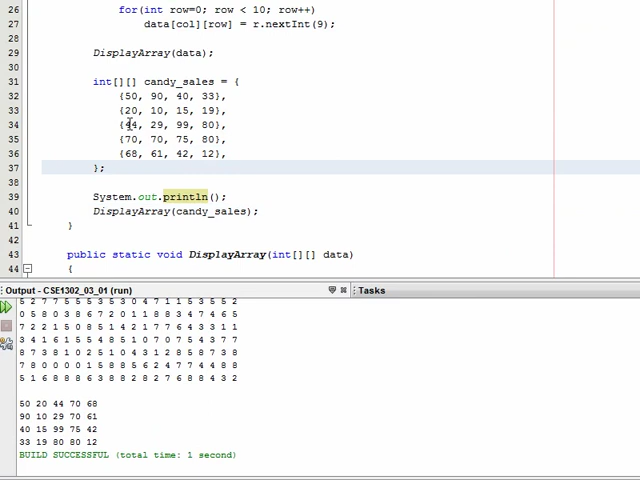 26 for(int row=0; row < 10; row++)
27 data[col][row] = r.nextInt(9);
28
29 DisplayArray(data);
30
31 int[][] candy_sales = {
32 {50, 90, 40, 33},
33 {20, 10, 15, 19},
34 {44, 29, 99, 80},
35 {70, 70, 75, 80},
36 {68, 61, 42, 12},
37 };
38
39 System.out.println();
40 DisplayArray(candy_sales);
41 }
42
43 public static void DisplayArray(int[][] data)
44 {
Output - CSE1302_03_01 (run) Tasks
5 2 7 7 5 5 5 3 5 3 0 4 7 1 1 5 3 5 5 2
0 5 8 0 3 8 6 7 2 0 1 1 8 8 3 4 7 4 6 5
7 2 2 1 5 0 8 5 1 4 2 1 7 7 6 4 3 3 1 1
3 4 1 6 1 5 5 4 8 5 1 0 7 0 7 5 4 3 7 7
8 7 3 8 1 0 2 5 1 0 4 3 1 2 8 5 8 7 3 8
7 8 0 0 0 0 1 5 8 8 5 6 2 4 7 7 4 4 8 8
5 1 6 8 8 8 6 3 8 8 2 8 2 7 6 8 8 4 3 2
50 20 44 70 68
90 10 29 70 61
40 15 99 75 42
33 19 80 80 12
BUILD SUCCESSFUL (total time: 1 second)